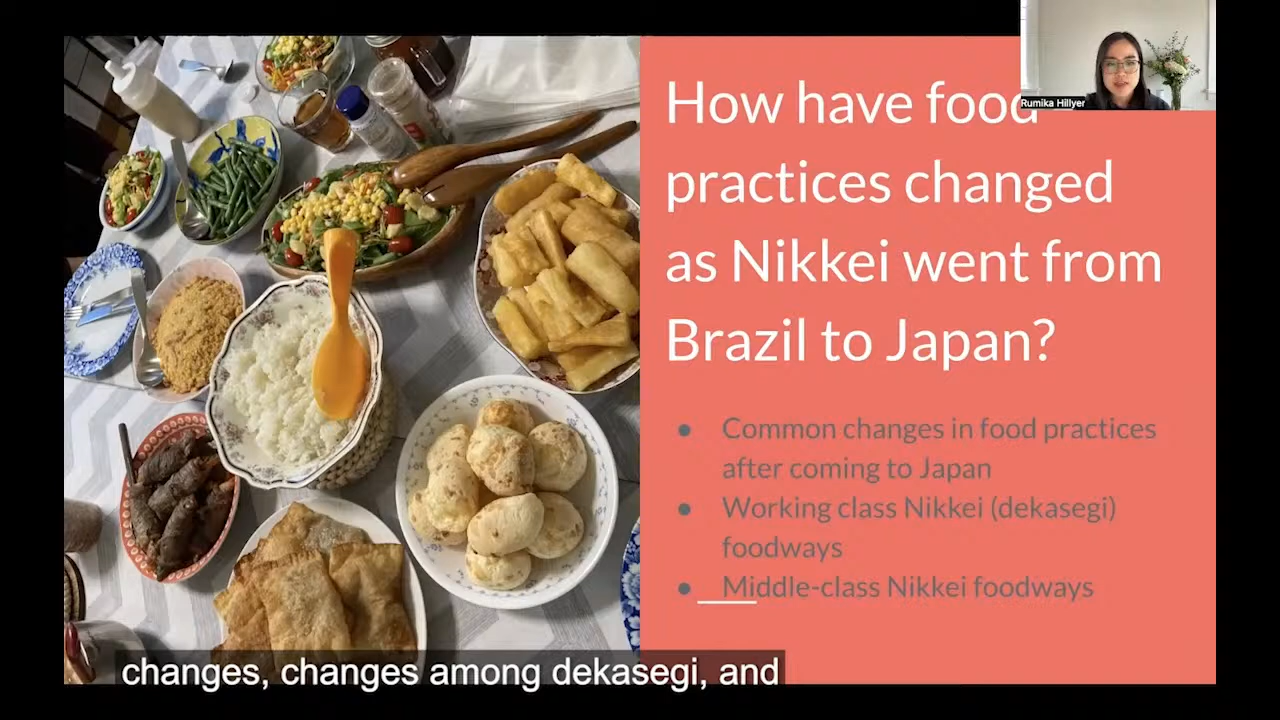 How have food
practices changed
as Nikkei went from
Brazil to Japan?
Rumika Hillyer
● Common changes in food practices
after coming to Japan
● Working class Nikkei (dekasegi)
foodways
● Middle-class Nikkei foodways
changes, changes among dekasegi, and